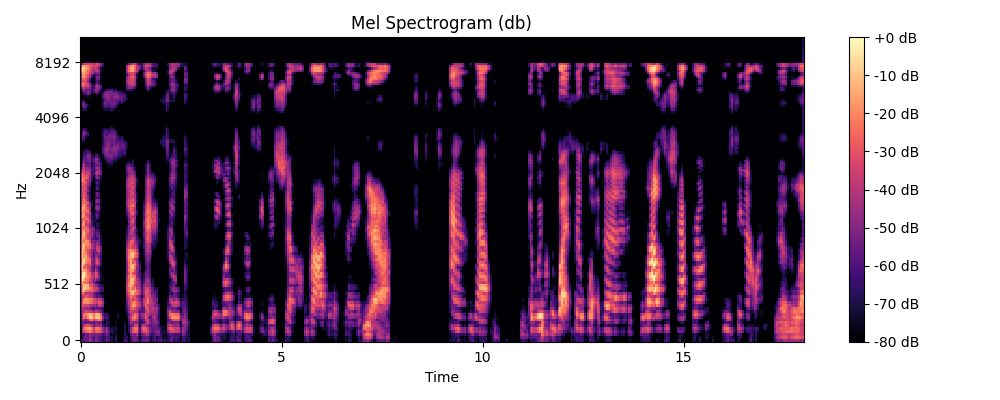 Mel Spectrogram (db)
8192
4096
2048
1024
512
0
Hz
0 5 10 15
Time
+0 dB
-10 dB
-20 dB
-30 dB
-40 dB
-50 dB
-60 dB
-70 dB
-80 dB